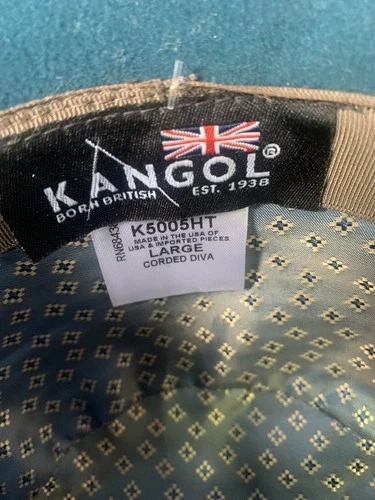 KANGOL®
BORN BRITISH EST. 1938
K5005HT
MADE IN THE USA OF
USA & IMPORTED PIECES
LARGE
CORDED DIVA